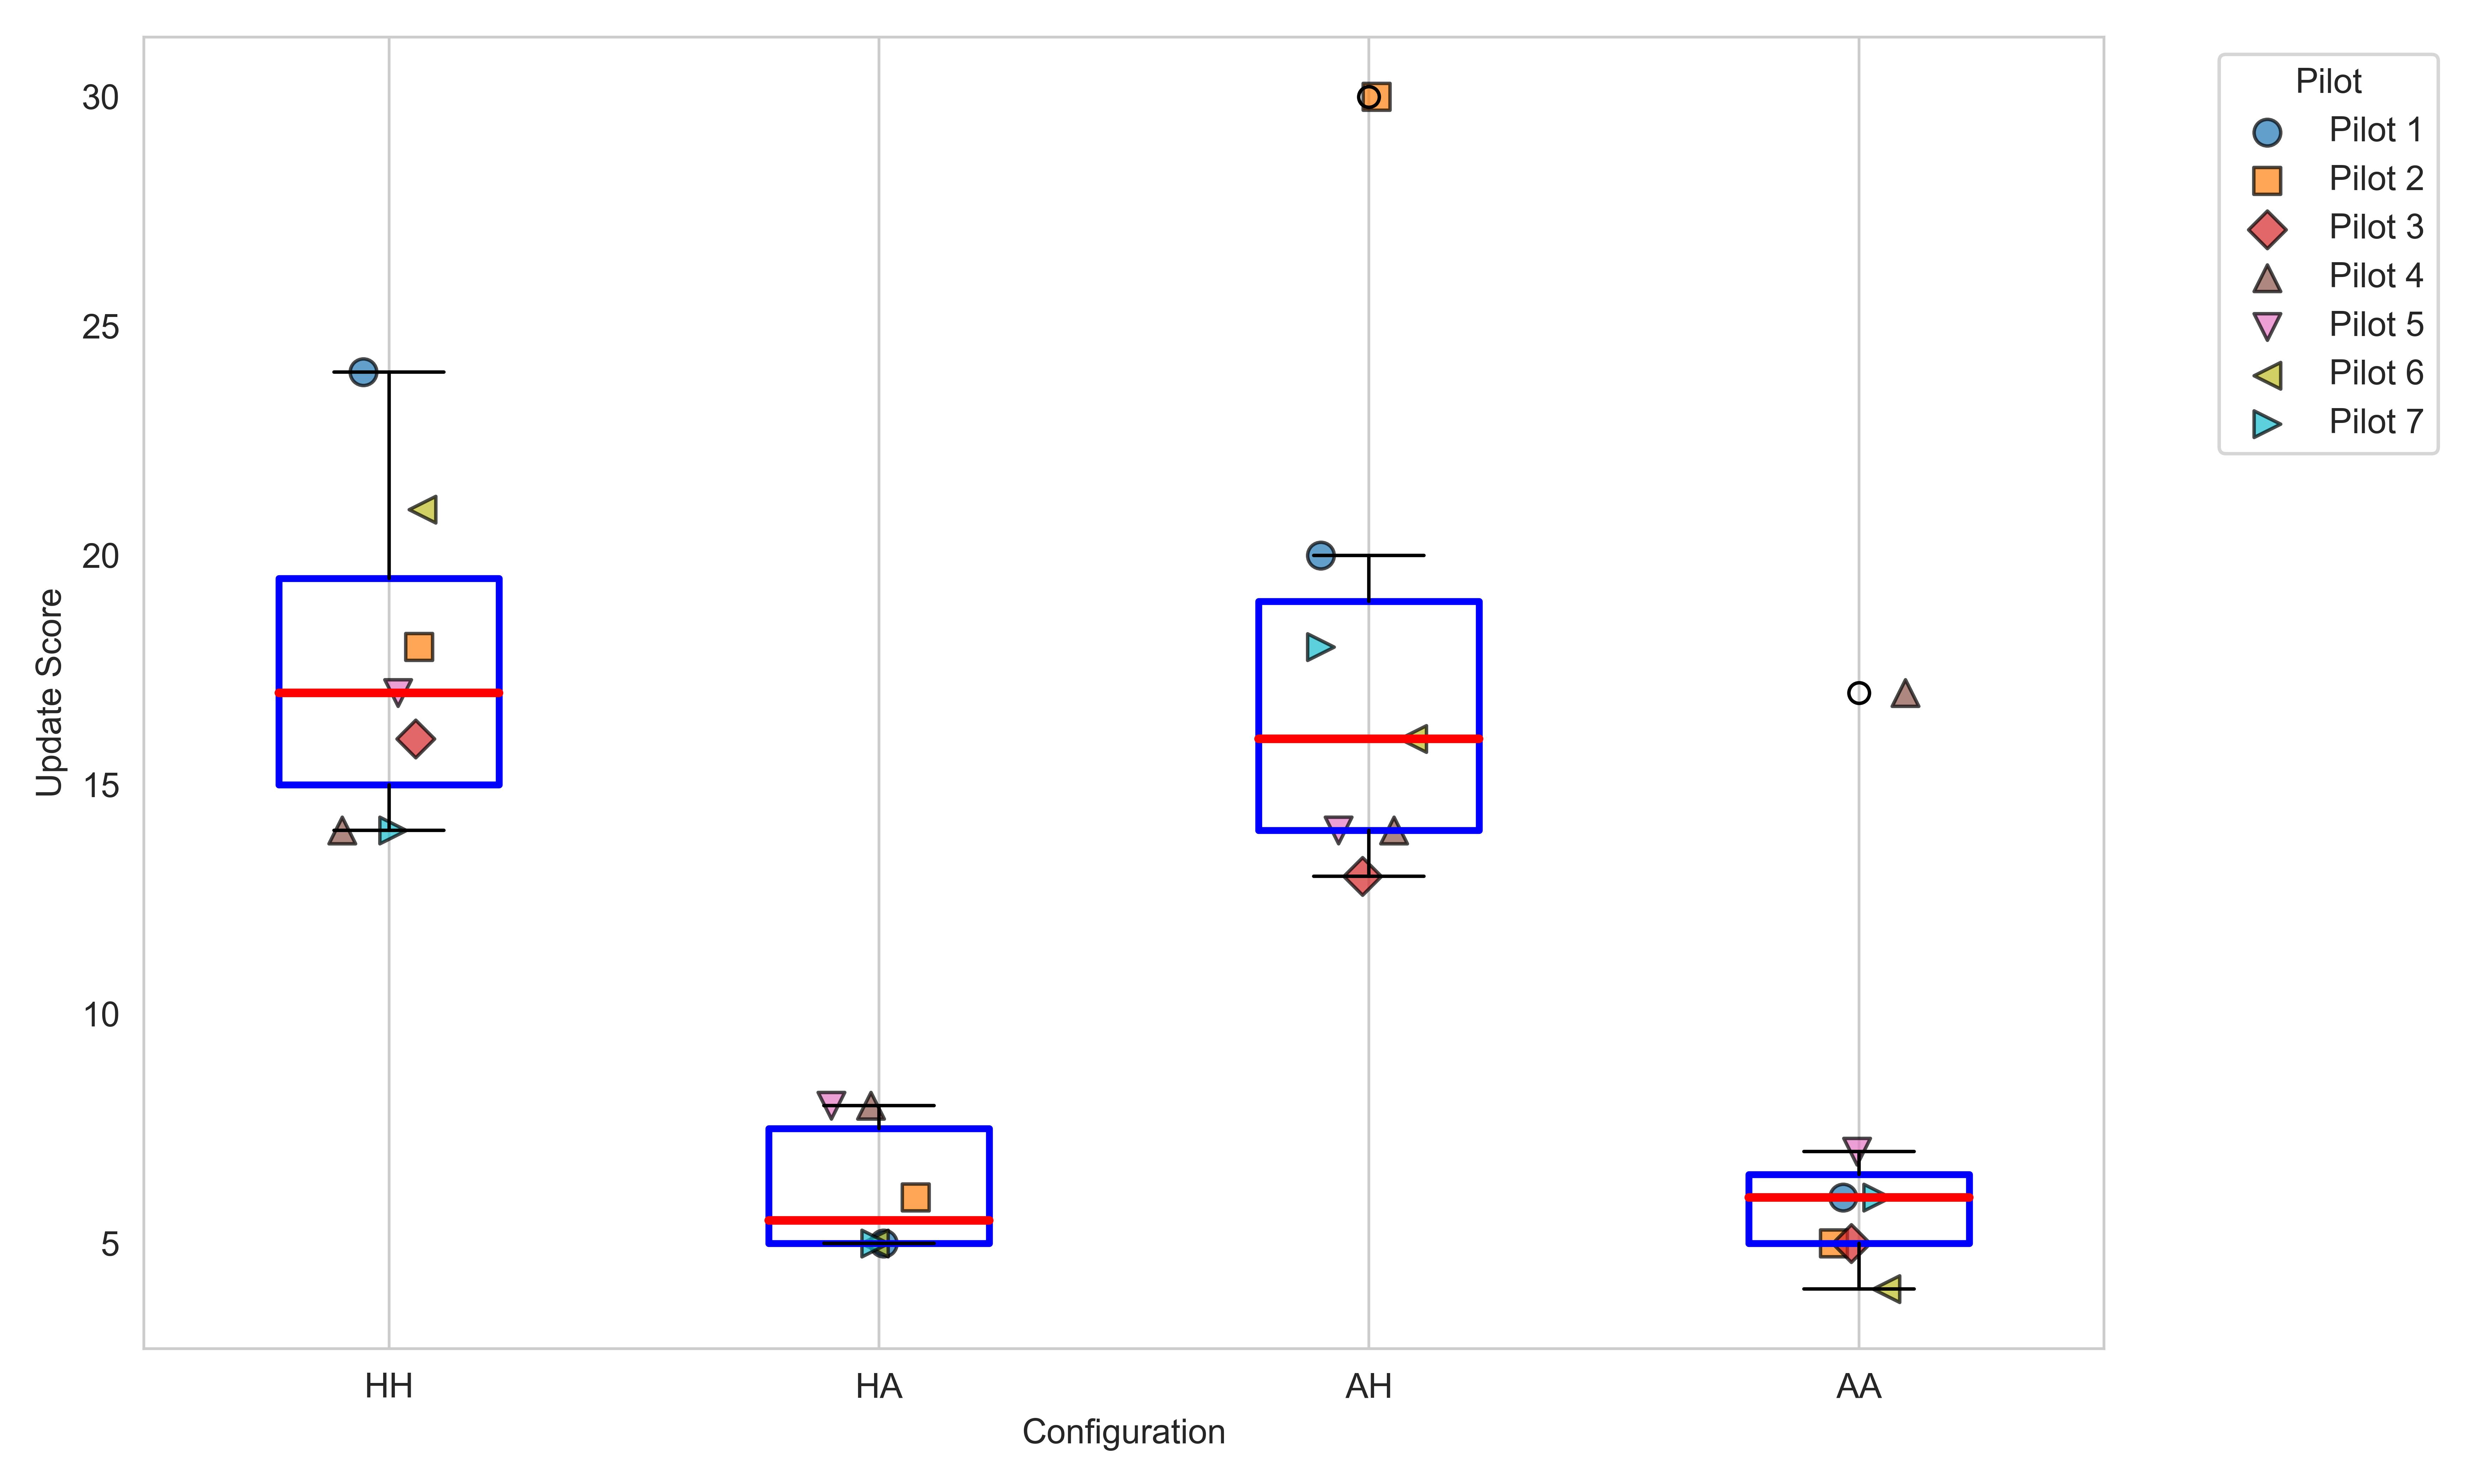 Pilot
Pilot 1
Pilot 2
Pilot 3
Pilot 4
Pilot 5
Pilot 6
Pilot 7
30
25
20
15
10
5
Update Score
HH HA AH AA
Configuration